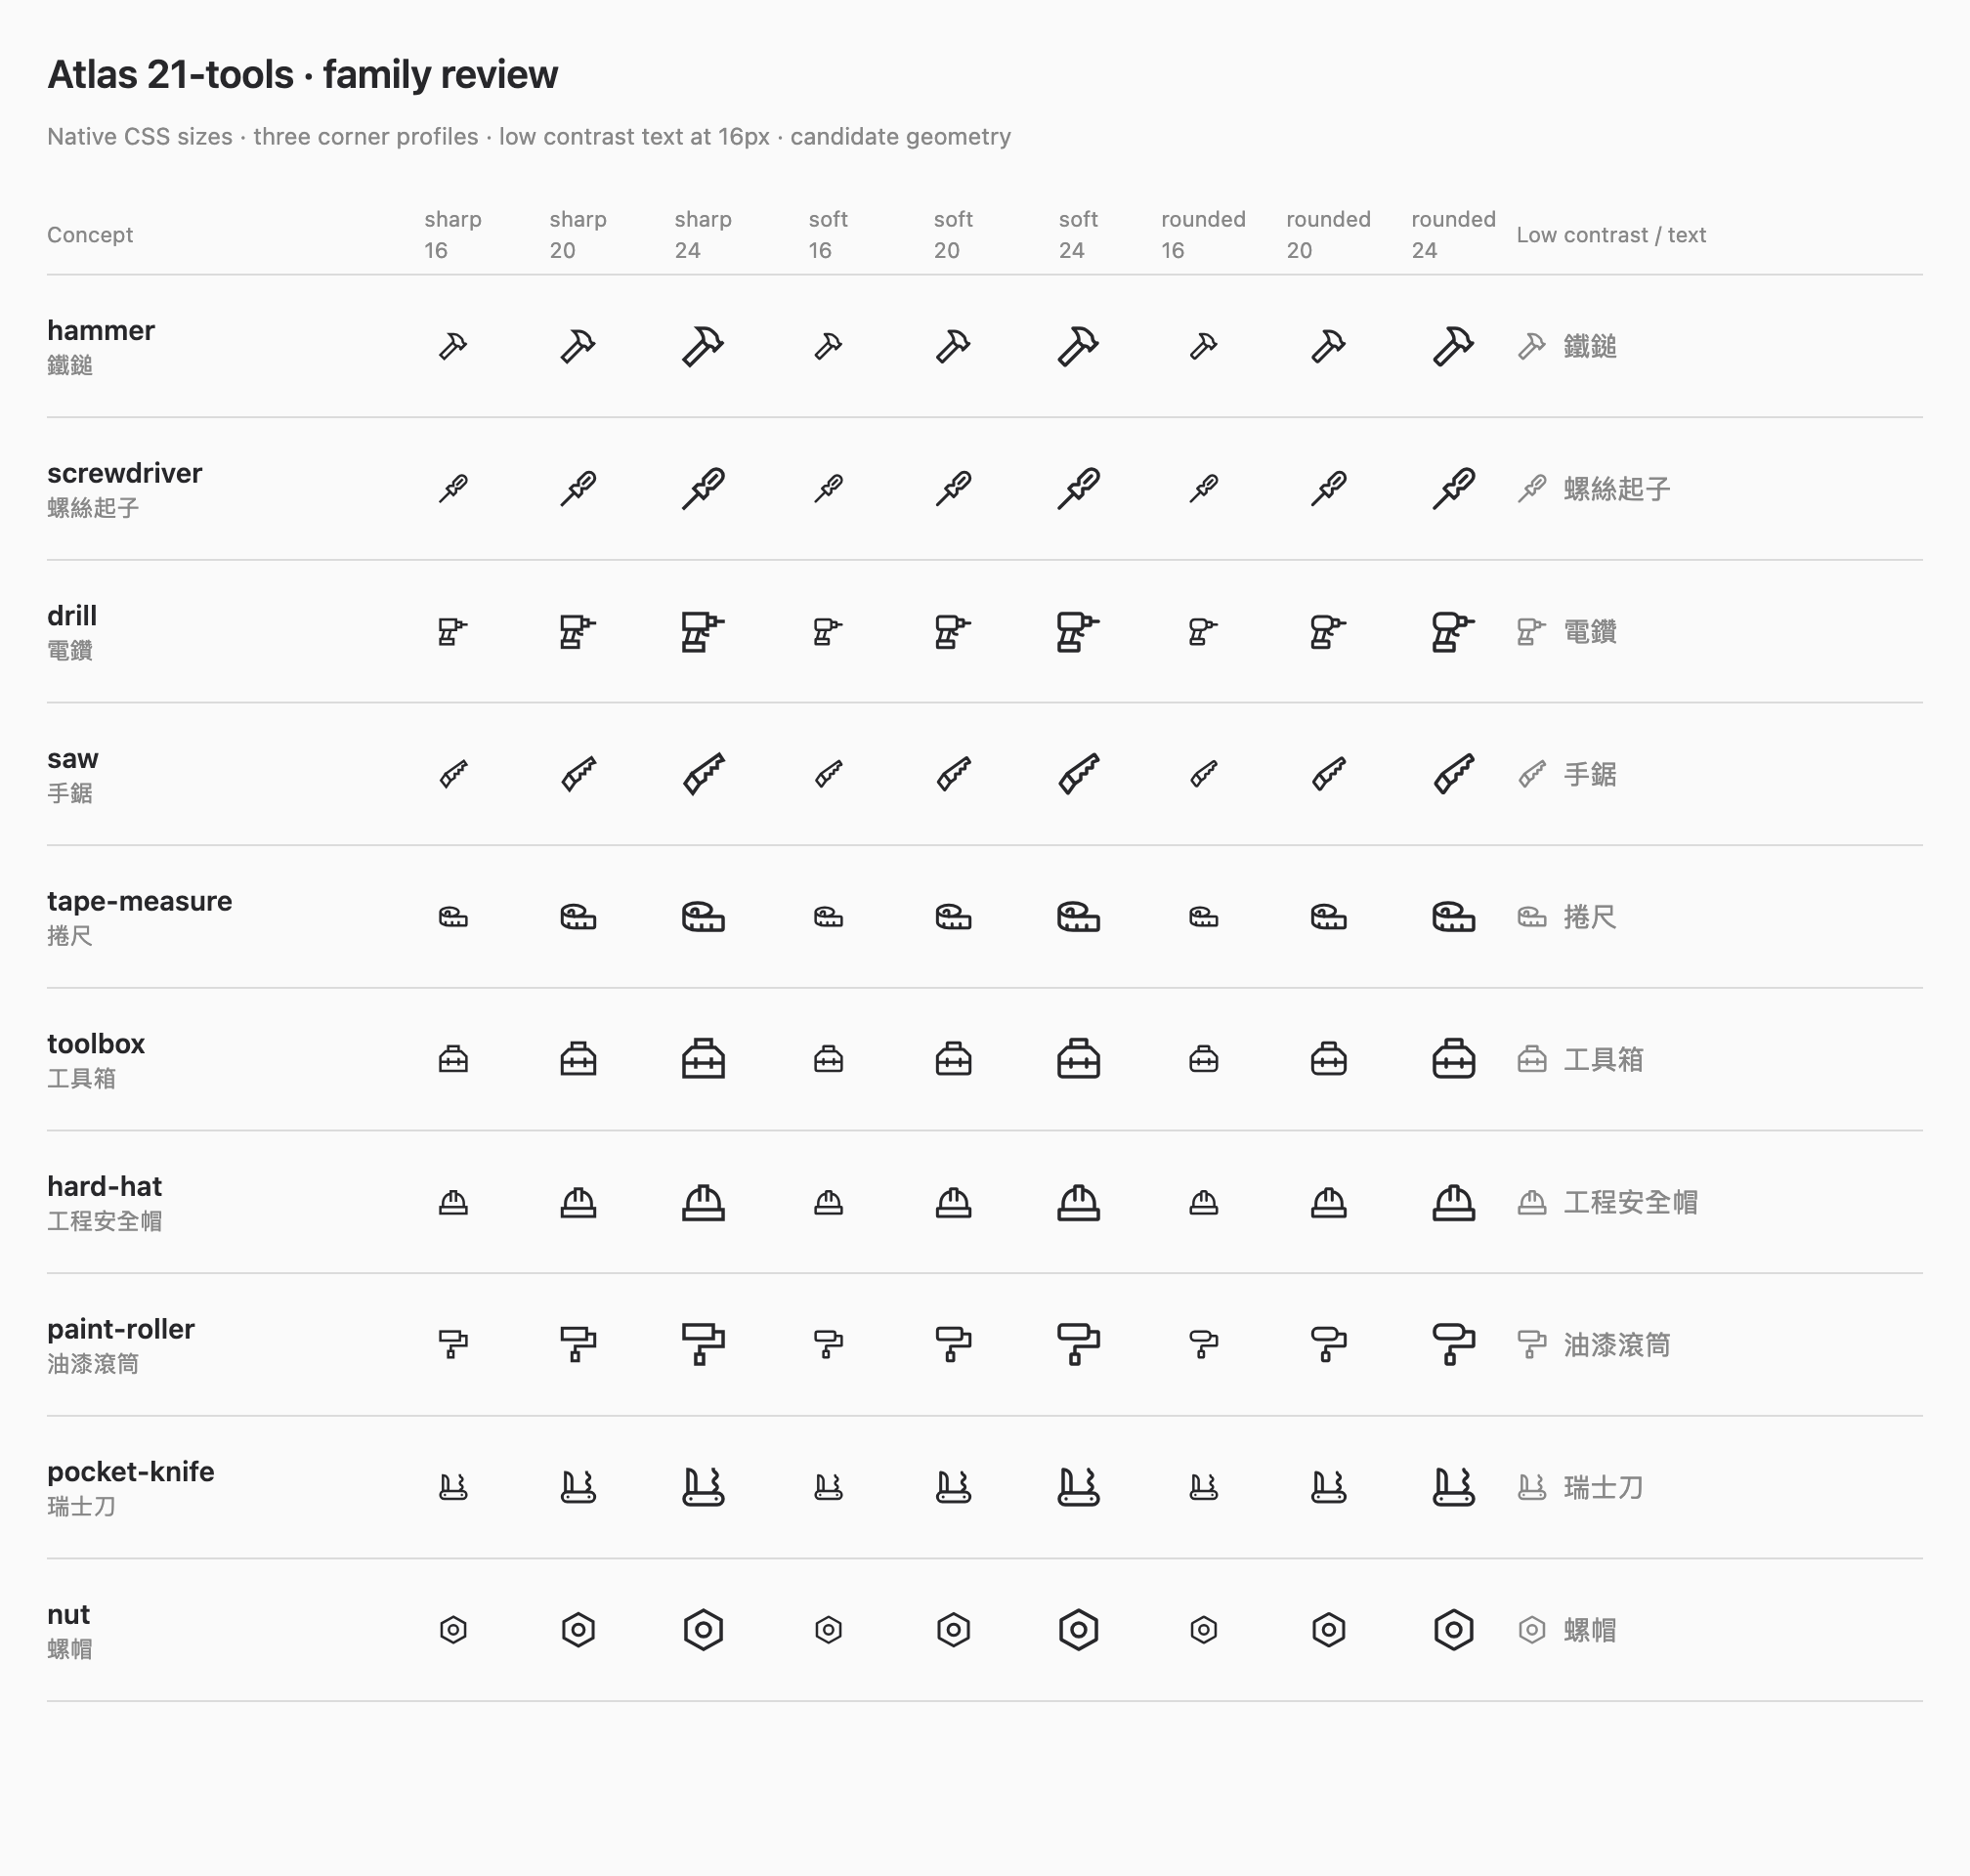 Atlas 21-tools · family review
Native CSS sizes · three corner profiles · low contrast text at 16px · candidate geometry
Concept
sharp 16
sharp 20
sharp 24
soft 16
soft 20
soft 24
rounded 16
rounded 20
rounded 24
Low contrast / text
hammer
鐵鎚
鐵鎚
screwdriver
螺絲起子
螺絲起子
drill
電鑽
電鑽
saw
手鋸
手鋸
tape-measure
捲尺
捲尺
toolbox
工具箱
工具箱
hard-hat
工程安全帽
工程安全帽
paint-roller
油漆滾筒
油漆滾筒
pocket-knife
瑞士刀
瑞士刀
nut
螺帽
螺帽